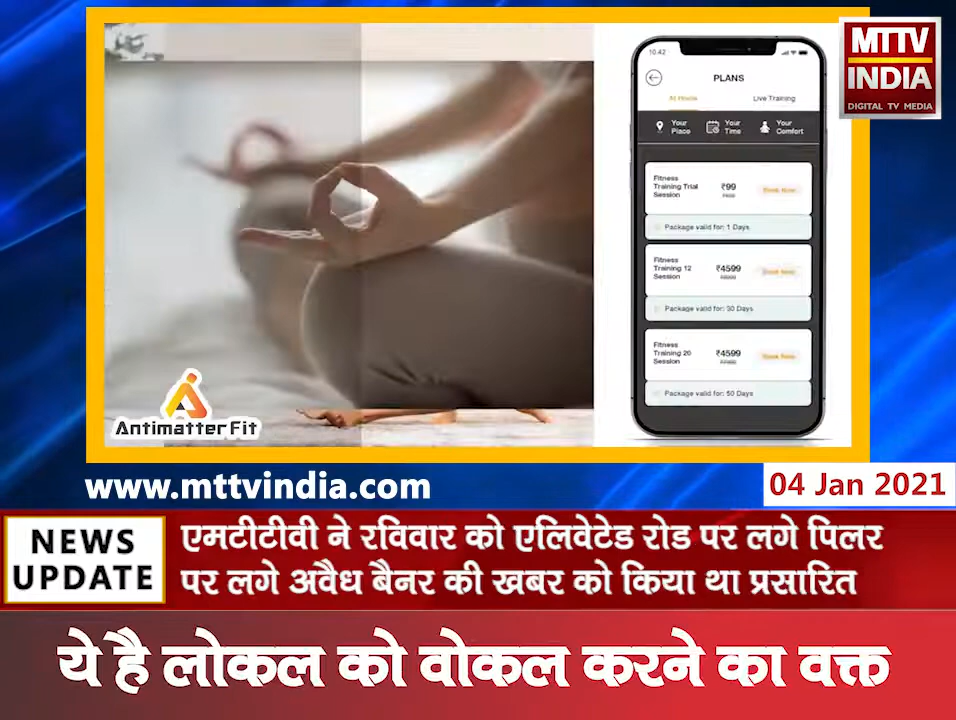 10.42
PLANS
At Home Live Training
Your Place
Your Time
Your Comfort
Fitness Training Trial Session
₹99
Book Now
Package valid for: 1 Days
Fitness Training 12 Session
₹4599
Book Now
Package valid for: 30 Days
Fitness Training 20 Session
₹4599
Book Now
Package valid for: 50 Days
MTTV
INDIA
DIGITAL TV MEDIA
Antimatter Fit
www.mttvindia.com
04 Jan 2021
NEWS
UPDATE
एमटीटीवी ने रविवार को एलिवेटेड रोड पर लगे पिलर
पर लगे अवैध बैनर की खबर को किया था प्रसारित
ये है लोकल को वोकल करने का वक्त